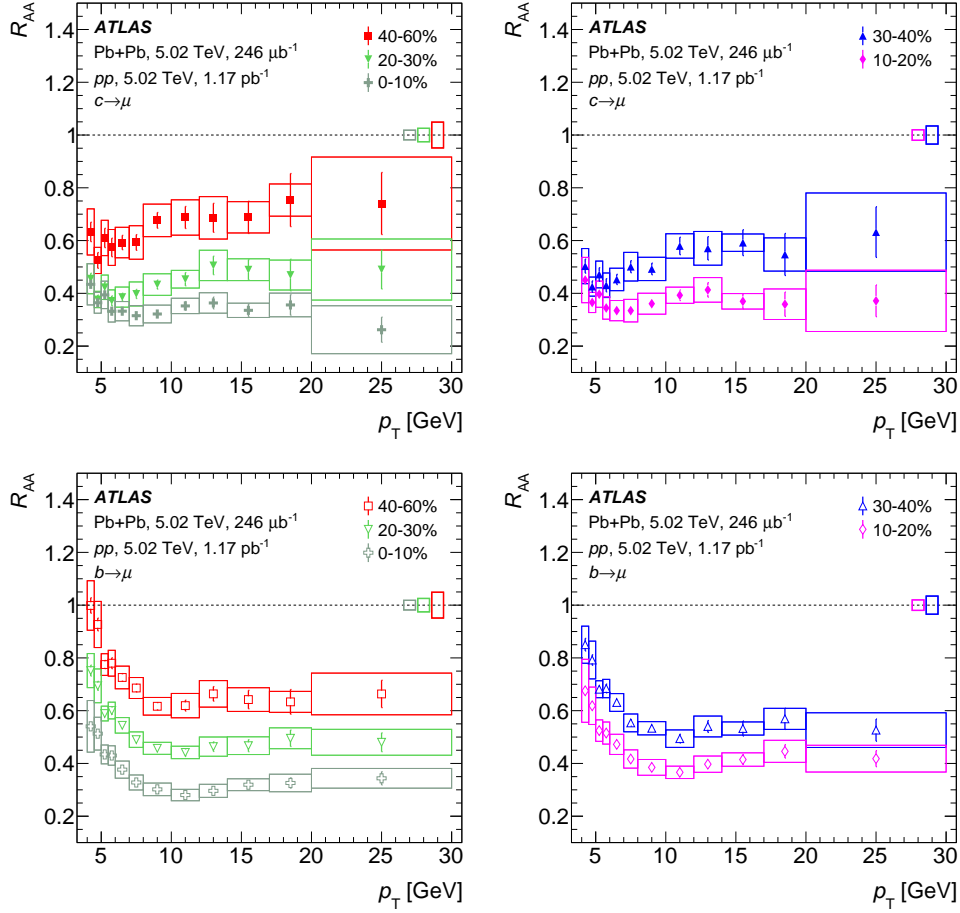 R_AA
ATLAS
Pb+Pb, 5.02 TeV, 246 μb⁻¹
pp, 5.02 TeV, 1.17 pb⁻¹
c→μ
40-60%
20-30%
0-10%
1.4
1.2
1
0.8
0.6
0.4
0.2
5 10 15 20 25 30
p_T [GeV]
R_AA
ATLAS
Pb+Pb, 5.02 TeV, 246 μb⁻¹
pp, 5.02 TeV, 1.17 pb⁻¹
c→μ
30-40%
10-20%
1.4
1.2
1
0.8
0.6
0.4
0.2
5 10 15 20 25 30
p_T [GeV]
R_AA
ATLAS
Pb+Pb, 5.02 TeV, 246 μb⁻¹
pp, 5.02 TeV, 1.17 pb⁻¹
b→μ
40-60%
20-30%
0-10%
1.4
1.2
1
0.8
0.6
0.4
0.2
5 10 15 20 25 30
p_T [GeV]
R_AA
ATLAS
Pb+Pb, 5.02 TeV, 246 μb⁻¹
pp, 5.02 TeV, 1.17 pb⁻¹
b→μ
30-40%
10-20%
1.4
1.2
1
0.8
0.6
0.4
0.2
5 10 15 20 25 30
p_T [GeV]